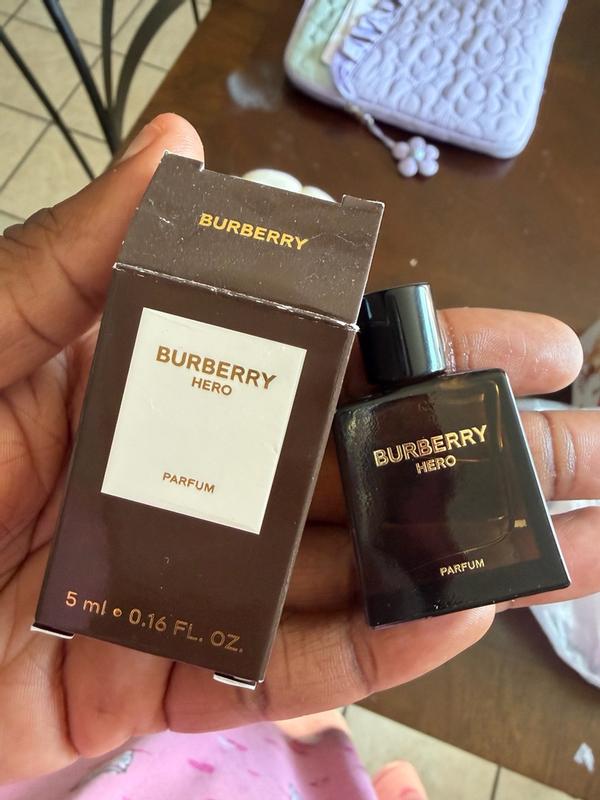 BURBERRY
BURBERRY
HERO
PARFUM
5 ml • 0.16 FL. OZ.
BURBERRY
HERO
PARFUM